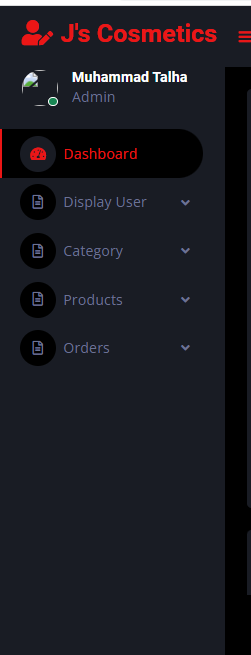 J's Cosmetics
Muhammad Talha
Admin
Dashboard
Display User
Category
Products
Orders